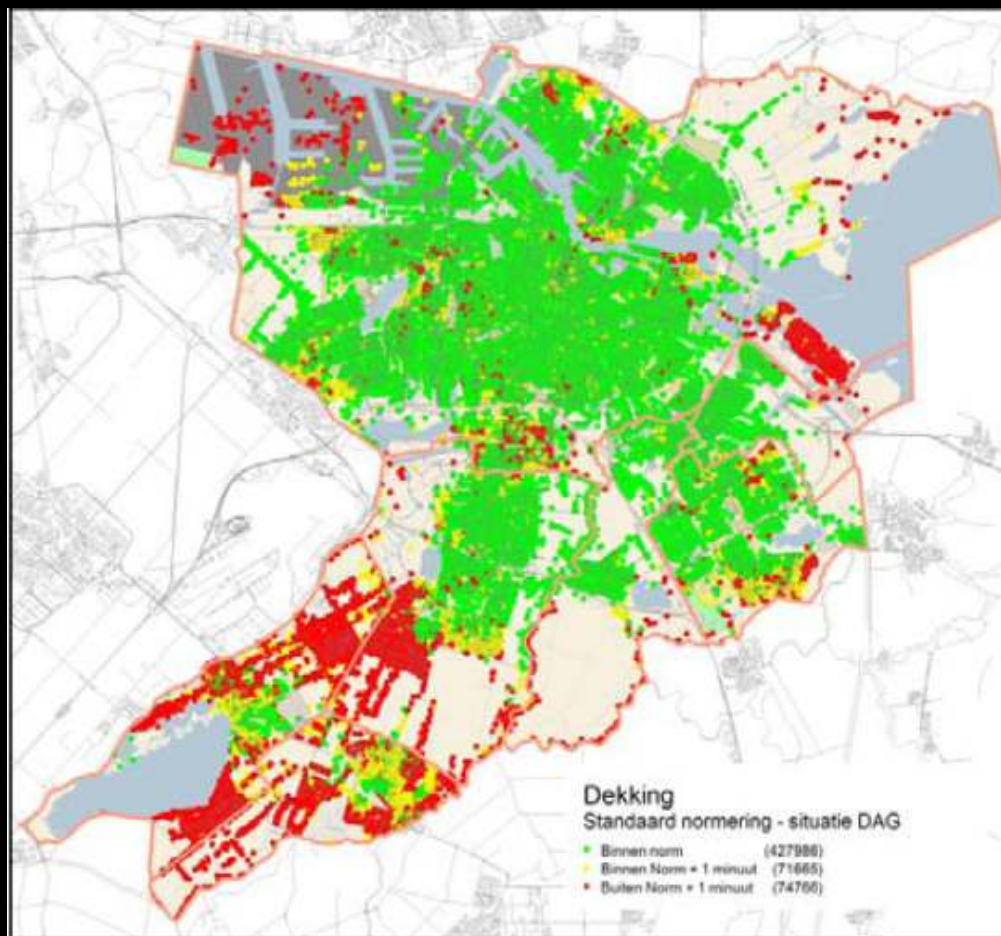 Dekking
Standaard normering - situatie DAG
Binnen norm (427986)
Binnen Norm + 1 minuut (71665)
Buiten Norm + 1 minuut (74766)